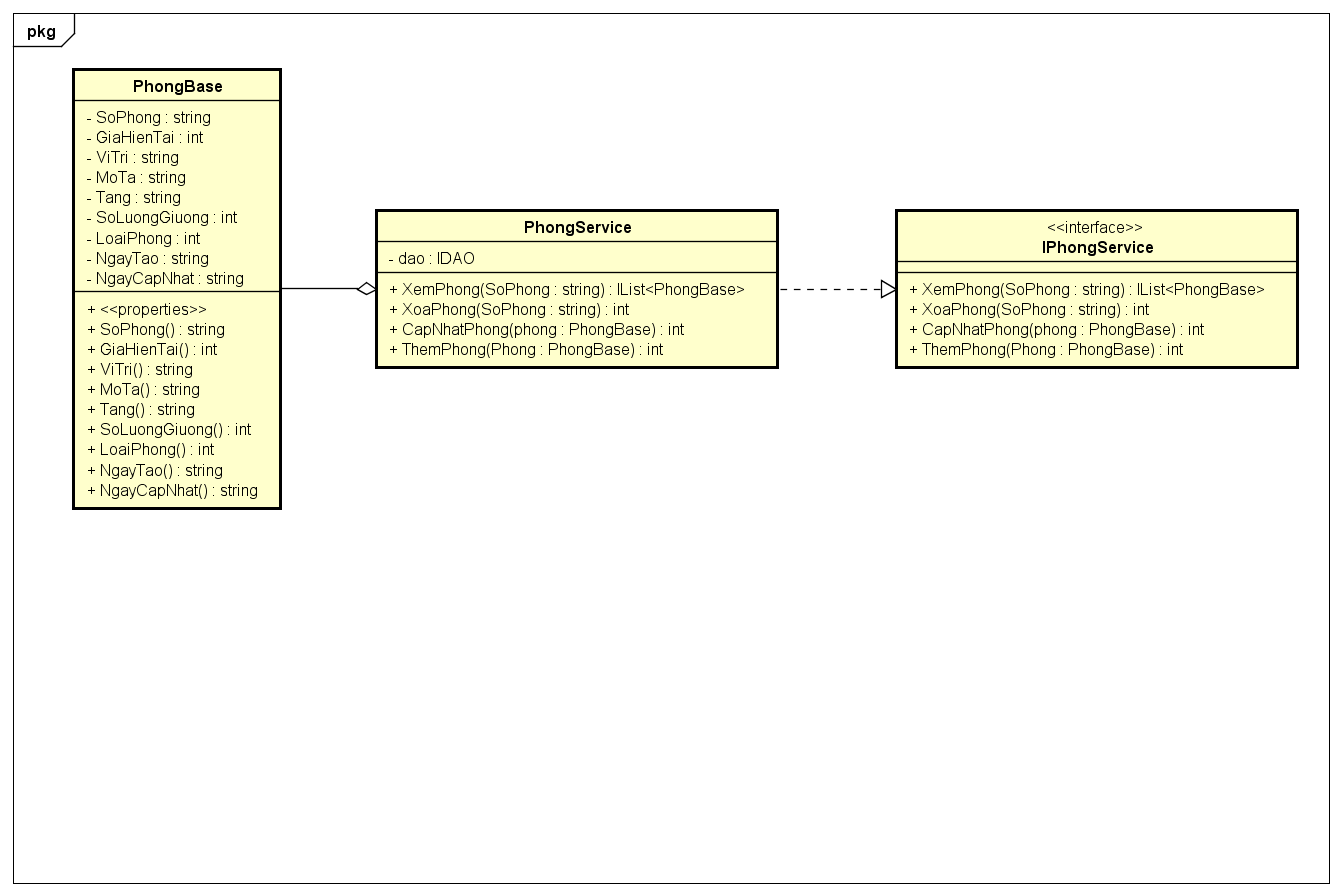 pkg
PhongBase
- SoPhong : string
- GiaHienTai : int
- ViTri : string
- MoTa : string
- Tang : string
- SoLuongGiuong : int
- LoaiPhong : int
- NgayTao : string
- NgayCapNhat : string
+ <<properties>>
+ SoPhong() : string
+ GiaHienTai() : int
+ ViTri() : string
+ MoTa() : string
+ Tang() : string
+ SoLuongGiuong() : int
+ LoaiPhong() : int
+ NgayTao() : string
+ NgayCapNhat() : string
PhongService
- dao : IDAO
+ XemPhong(SoPhong : string) : IList<PhongBase>
+ XoaPhong(SoPhong : string) : int
+ CapNhatPhong(phong : PhongBase) : int
+ ThemPhong(Phong : PhongBase) : int
<<interface>>
IPhongService
+ XemPhong(SoPhong : string) : IList<PhongBase>
+ XoaPhong(SoPhong : string) : int
+ CapNhatPhong(phong : PhongBase) : int
+ ThemPhong(Phong : PhongBase) : int